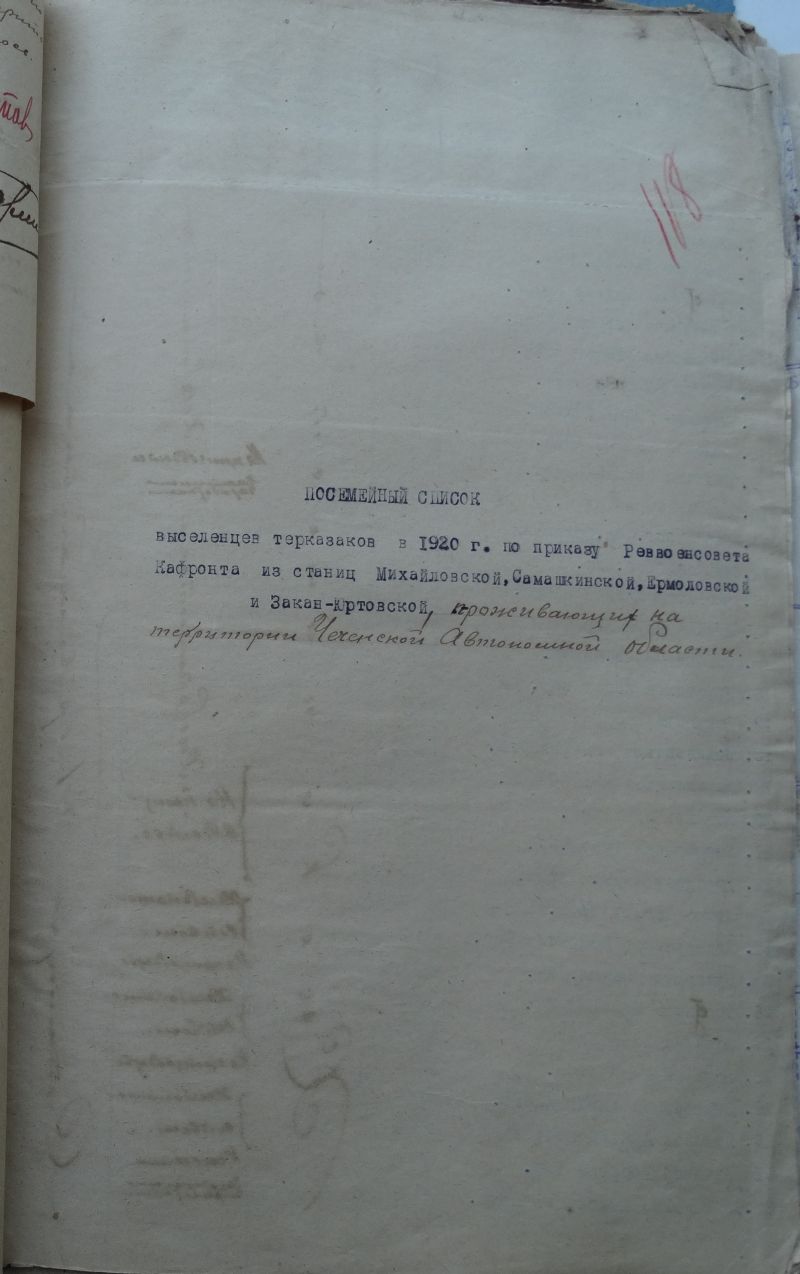 118
ПОСЕМЕЙНЫЙ СПИСОК
выселенцев терказаков в 1920 г. по приказу Реввоенсовета
Кафронта из станиц Михайловской,Самашкинской,Ермоловской
и Закан-Юртовской, проживающих на
территории Чеченской Автономной области.